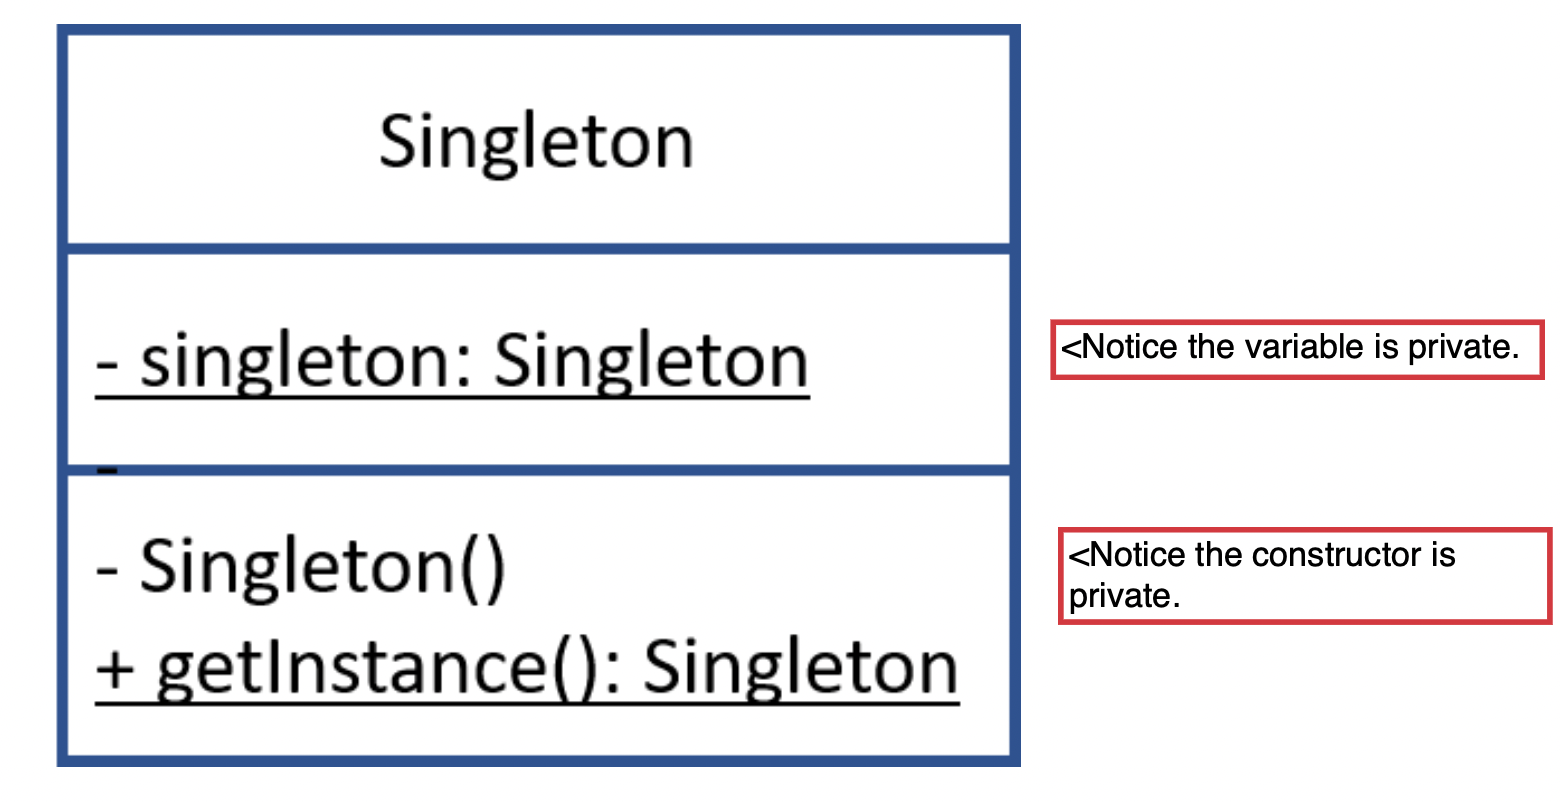 Singleton
- singleton: Singleton
<Notice the variable is private.
-
- Singleton()
<Notice the constructor is
private.
+ getInstance(): Singleton